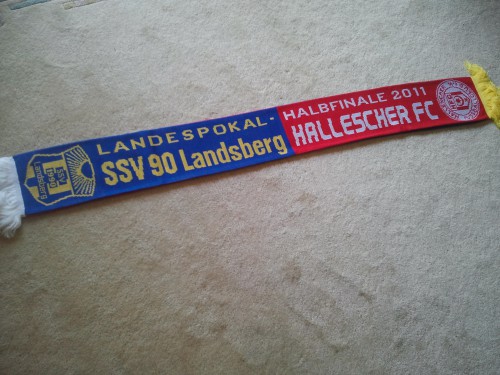 LANDESPOKAL-
SSV 90 Landsberg
HALBFINALE 2011
HALLESCHER FC